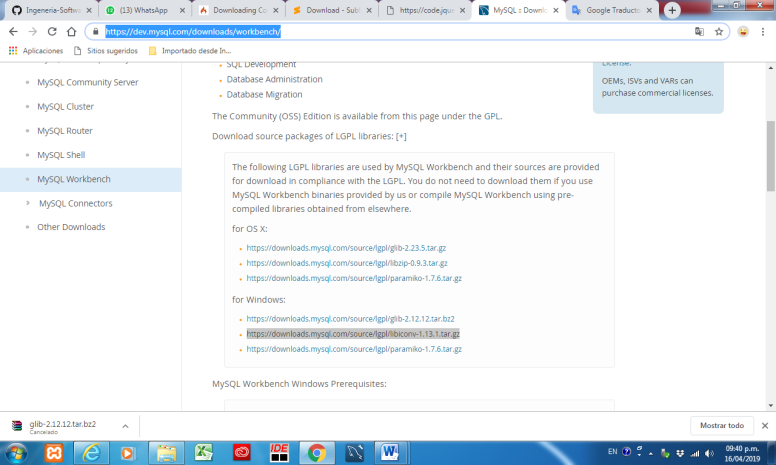 Ingeneria-Softw
(13) WhatsApp
Downloading Co
Download - Subl
https://code.jque
MySQL :: Downl
Google Traducto
https://dev.mysql.com/downloads/workbench/
Aplicaciones
Sitios sugeridos
Importado desde In...
MySQL Community Server
MySQL Cluster
MySQL Router
MySQL Shell
MySQL Workbench
MySQL Connectors
Other Downloads
SQL Development
Database Administration
Database Migration
The Community (OSS) Edition is available from this page under the GPL.
Download source packages of LGPL libraries: [+]
The following LGPL libraries are used by MySQL Workbench and their sources are provided
for download in compliance with the LGPL. You do not need to download them if you use
MySQL Workbench binaries provided by us or compile MySQL Workbench using pre-
compiled libraries obtained from elsewhere.
for OS X:
https://downloads.mysql.com/source/lgpl/glib-2.23.5.tar.gz
https://downloads.mysql.com/source/lgpl/libzip-0.9.3.tar.gz
https://downloads.mysql.com/source/lgpl/paramiko-1.7.6.tar.gz
for Windows:
https://downloads.mysql.com/source/lgpl/glib-2.12.12.tar.bz2
https://downloads.mysql.com/source/lgpl/libiconv-1.13.1.tar.gz
https://downloads.mysql.com/source/lgpl/paramiko-1.7.6.tar.gz
MySQL Workbench Windows Prerequisites:
License.
OEMs, ISVs and VARs can
purchase commercial licenses.
glib-2.12.12.tar.bz2
Cancelado
Mostrar todo
IDE
EN
09:40 p.m.
16/04/2019